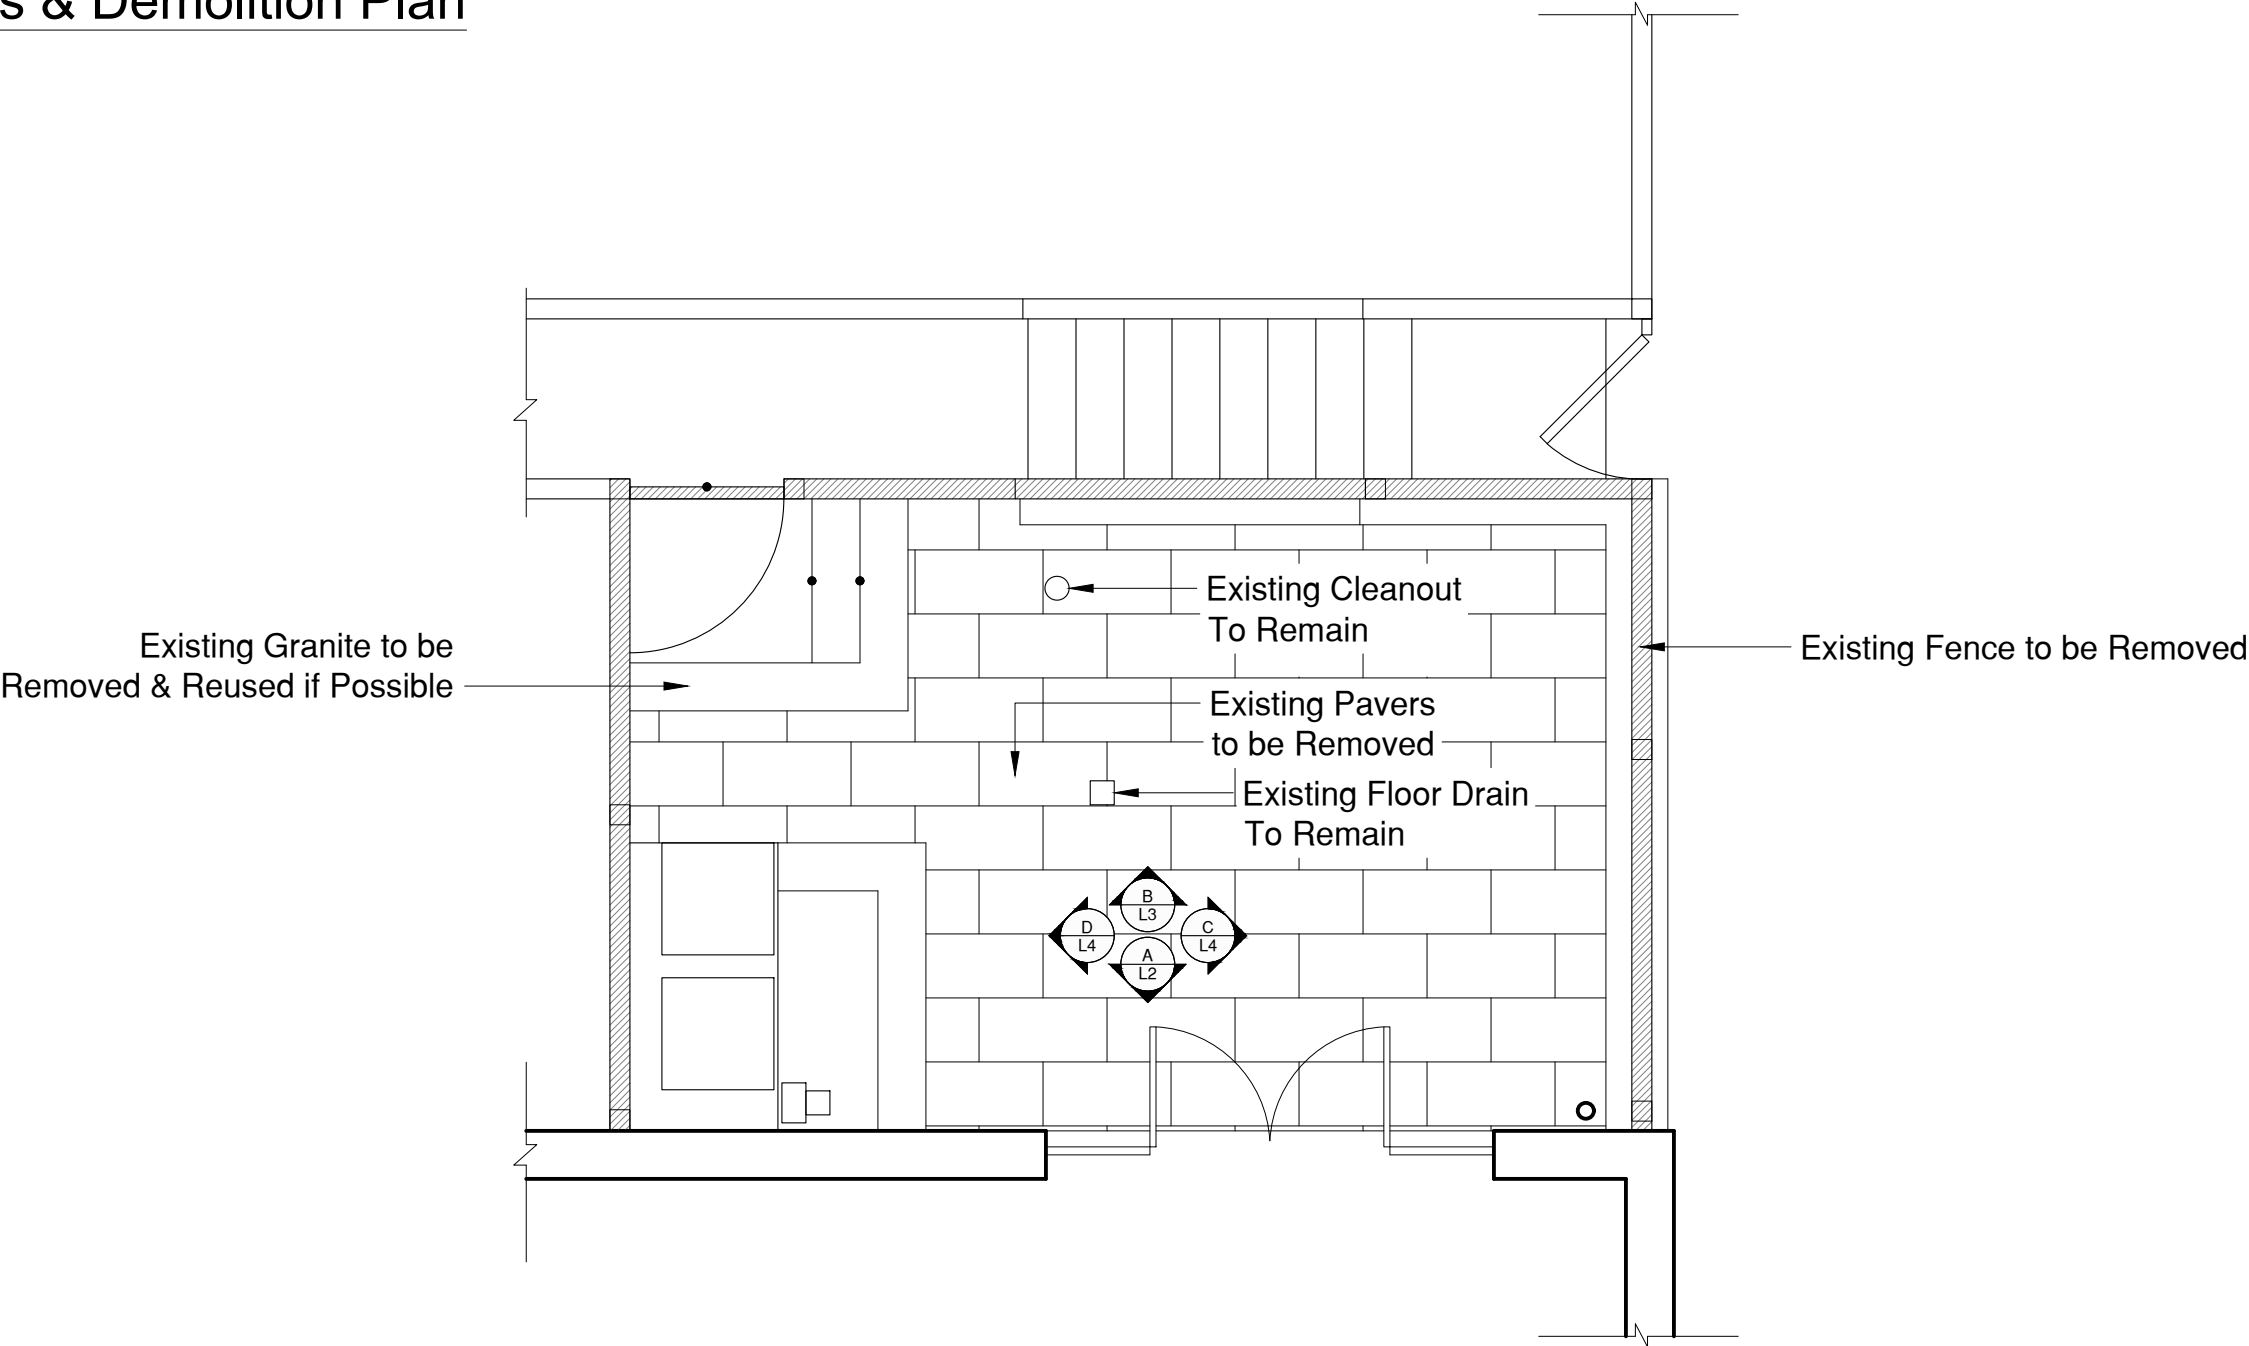 s & Demolition Plan
Existing Cleanout
To Remain
Existing Granite to be
Removed & Reused if Possible
Existing Fence to be Removed
Existing Pavers
to be Removed
Existing Floor Drain
To Remain
B
L3
D
L4
C
L4
A
L2